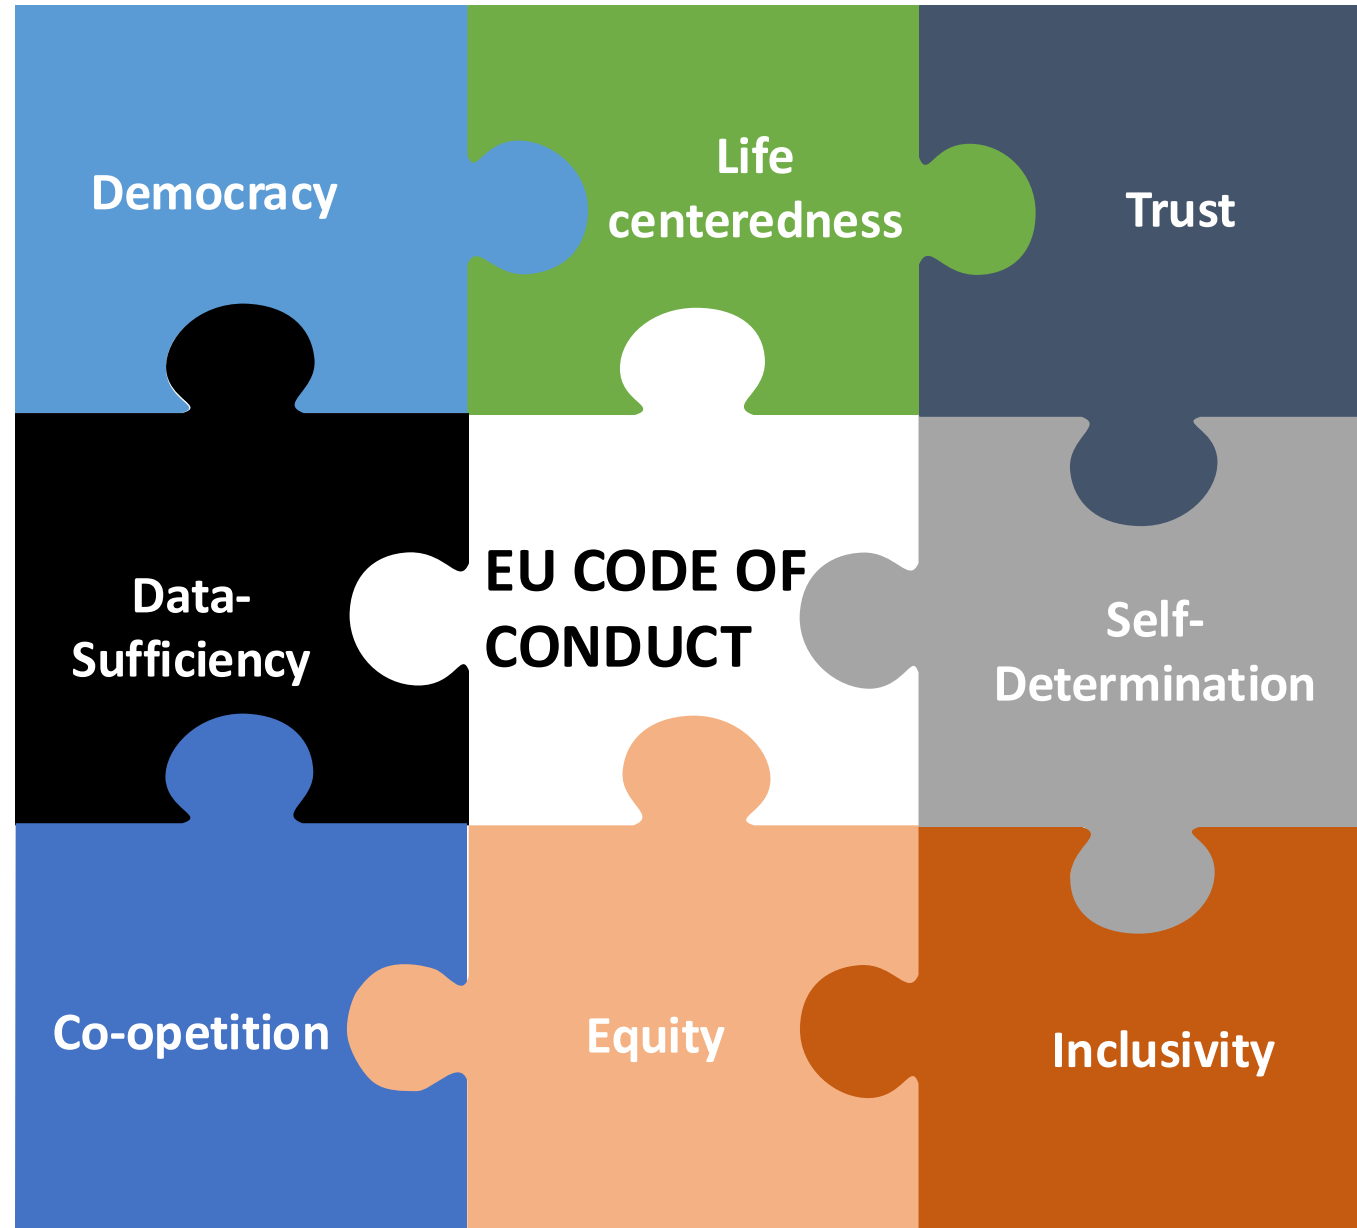 Democracy
Life
centeredness
Trust
Data-
Sufficiency
EU CODE OF
CONDUCT
Self-
Determination
Co-opetition
Equity
Inclusivity